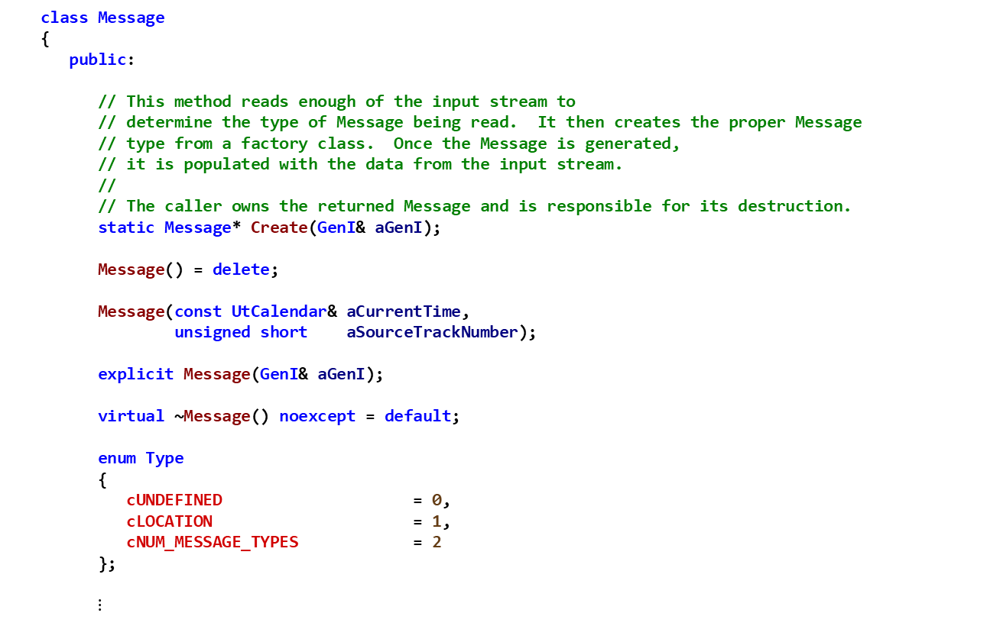 class Message
{
   public:

      // This method reads enough of the input stream to
      // determine the type of Message being read.  It then creates the proper Message
      // type from a factory class.  Once the Message is generated,
      // it is populated with the data from the input stream.
      //
      // The caller owns the returned Message and is responsible for its destruction.
      static Message* Create(GenI& aGenI);

      Message() = delete;

      Message(const UtCalendar& aCurrentTime,
              unsigned short    aSourceTrackNumber);

      explicit Message(GenI& aGenI);

      virtual ~Message() noexcept = default;

      enum Type
      {
         cUNDEFINED                    = 0,
         cLOCATION                     = 1,
         cNUM_MESSAGE_TYPES            = 2
      };

      ⋮